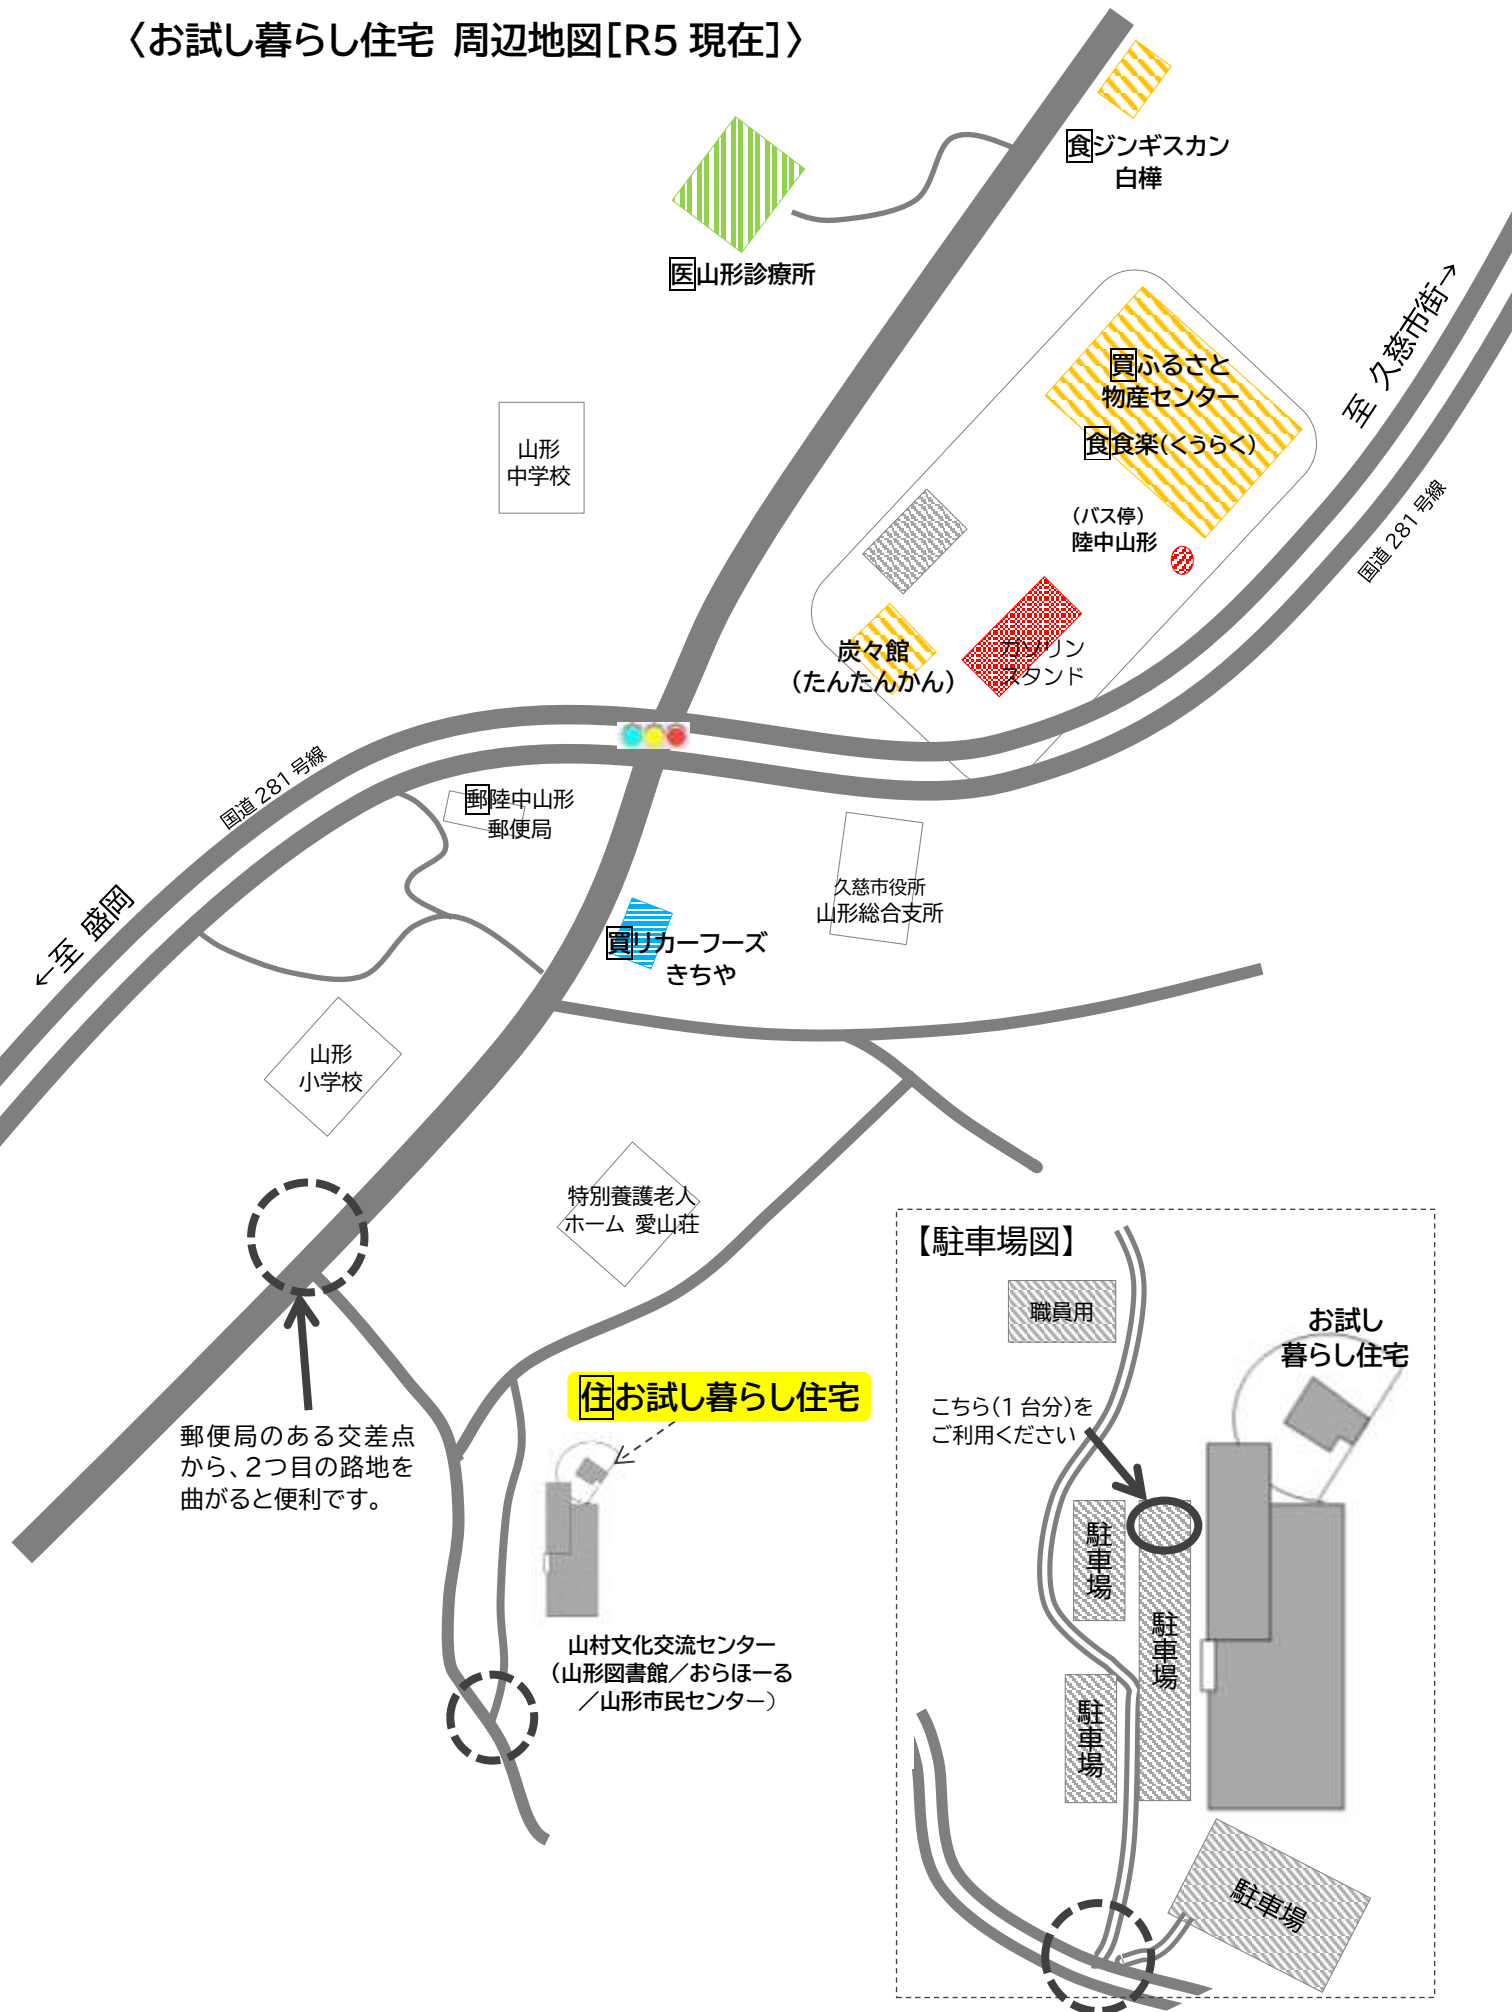 〈お試し暮らし住宅 周辺地図[R5 現在]〉
食ジンギスカン
白樺
医山形診療所
至 久慈市街→
買ふるさと
物産センター
食食楽(くうらく)
山形
中学校
(バス停)
陸中山形
国道 281 号線
炭々館
(たんたんかん)
ガソリン
スタンド
国道 281 号線
郵陸中山形
郵便局
←至 盛岡
久慈市役所
山形総合支所
買リカーフーズ
きちや
山形
小学校
特別養護老人
ホーム 愛山荘
住お試し暮らし住宅
郵便局のある交差点
から、2つ目の路地を
曲がると便利です。
山村文化交流センター
(山形図書館/おらほーる
/山形市民センター)
【駐車場図】
職員用
お試し
暮らし住宅
こちら(1 台分)を
ご利用ください
駐車場
駐車場
駐車場
駐車場